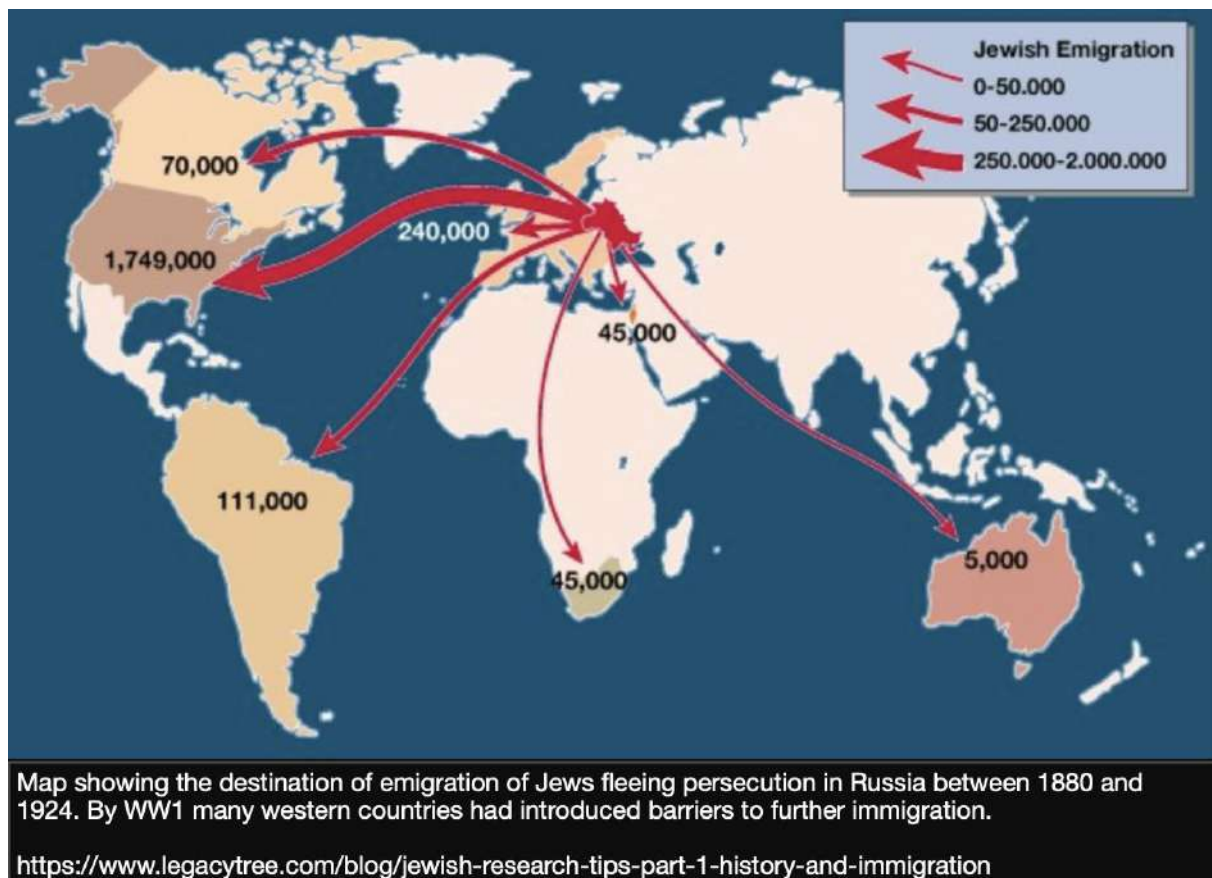 Jewish Emigration
0-50.000
50-250.000
250.000-2.000.000
70,000
240,000
1,749,000
45,000
111,000
45,000
5,000
Map showing the destination of emigration of Jews fleeing persecution in Russia between 1880 and
1924. By WW1 many western countries had introduced barriers to further immigration.
https://www.legacytree.com/blog/jewish-research-tips-part-1-history-and-immigration